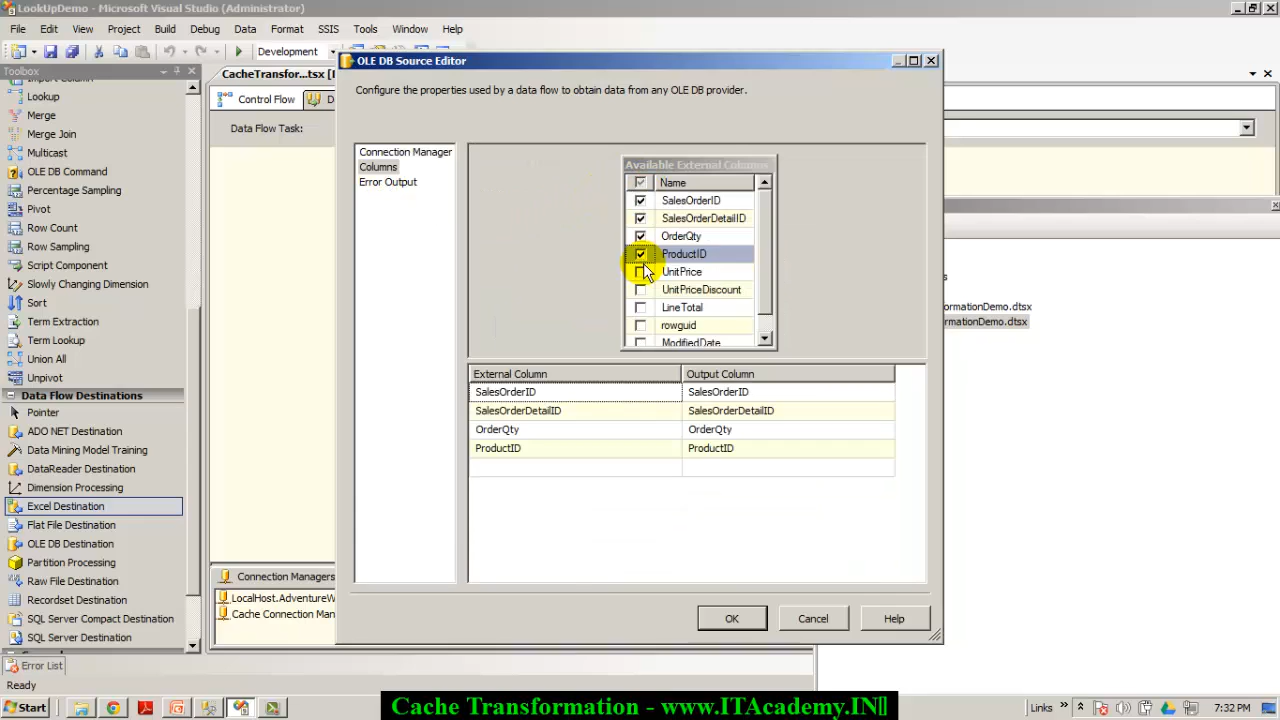 LookUpDemo - Microsoft Visual Studio (Administrator)
File Edit View Project Build Debug Data Format SSIS Tools Window Help
Development
Toolbox
Lookup
Merge
Merge Join
Multicast
OLE DB Command
Percentage Sampling
Pivot
Row Count
Row Sampling
Script Component
Slowly Changing Dimension
Sort
Term Extraction
Term Lookup
Union All
Unpivot
Data Flow Destinations
Pointer
ADO NET Destination
Data Mining Model Training
DataReader Destination
Dimension Processing
Excel Destination
Flat File Destination
OLE DB Destination
Partition Processing
Raw File Destination
Recordset Destination
SQL Server Compact Destination
SQL Server Destination
Error List
Ready
CacheTransfor...tsx [
Control Flow D
Data Flow Task:
Connection Managers
LocalHost.AdventureW
Cache Connection Man
OLE DB Source Editor
Configure the properties used by a data flow to obtain data from any OLE DB provider.
Connection Manager
Columns
Error Output
Available External Columns
Name
SalesOrderID
SalesOrderDetailID
OrderQty
ProductID
UnitPrice
UnitPriceDiscount
LineTotal
rowguid
ModifiedDate
External Column Output Column
SalesOrderID SalesOrderID
SalesOrderDetailID SalesOrderDetailID
OrderQty OrderQty
ProductID ProductID
OK Cancel Help
ormationDemo.dtsx
rmationDemo.dtsx
Start
Cache Transformation - www.ITAcademy.IN
Links » 7:32 PM